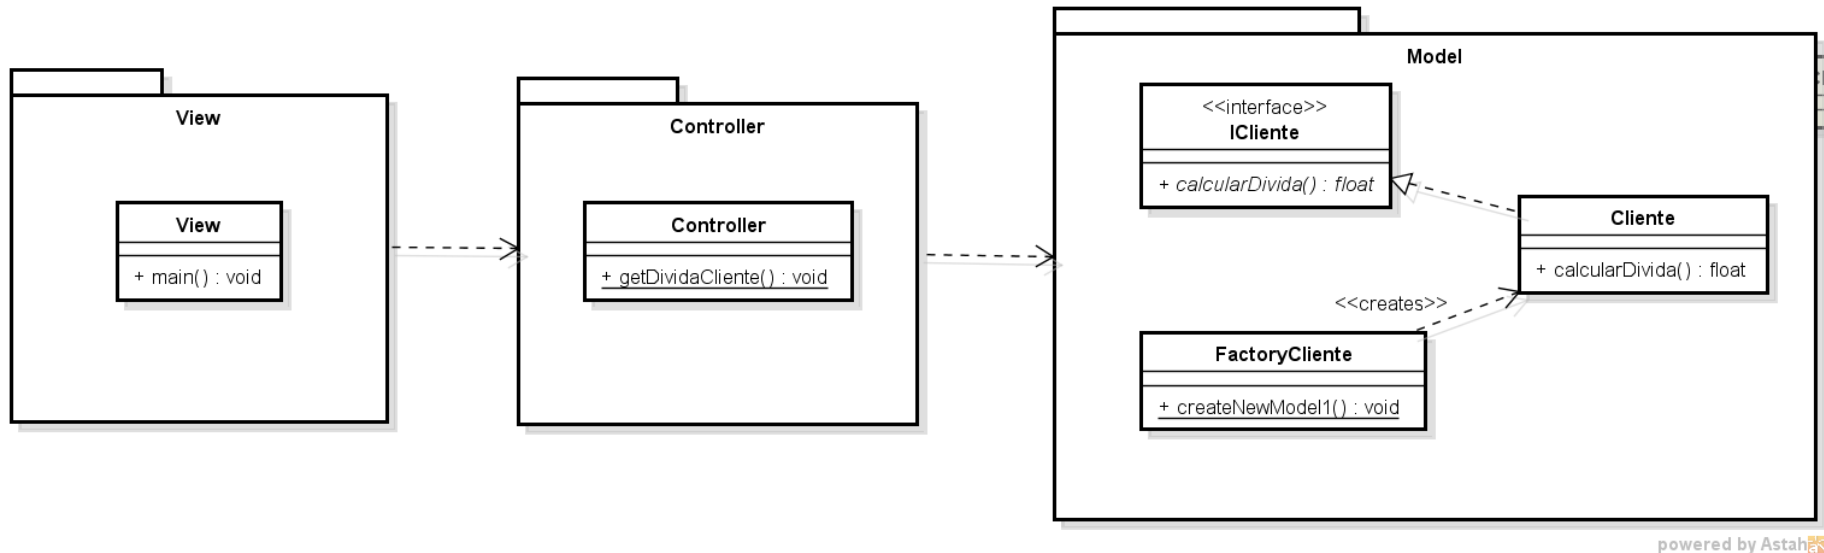 View
View
+ main() : void
Controller
Controller
+ getDividaCliente() : void
Model
<<interface>>
ICliente
+ calcularDivida() : float
Cliente
+ calcularDivida() : float
<<creates>>
FactoryCliente
+ createNewModel1() : void
powered by Astah